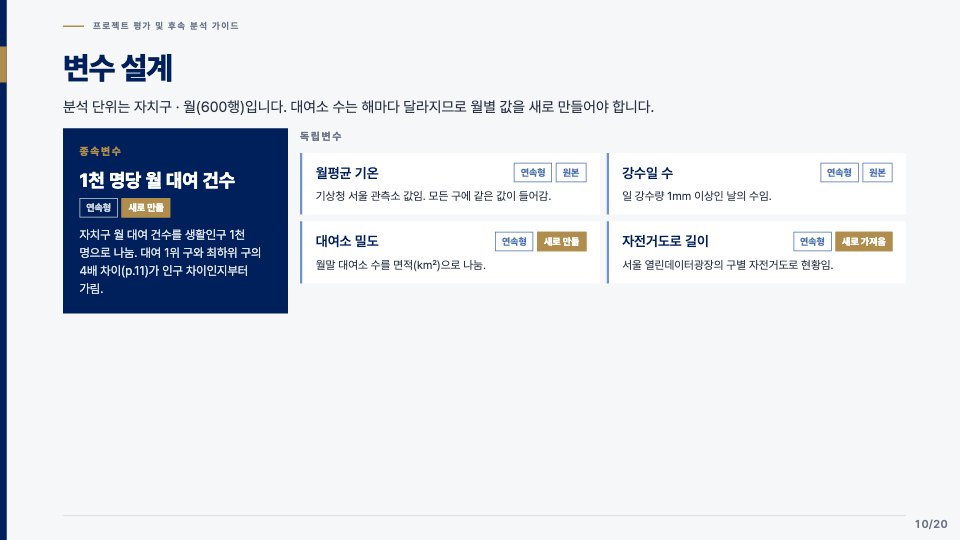 프로젝트 평가 및 후속 분석 가이드
변수 설계
분석 단위는 자치구 · 월(600행)입니다. 대여소 수는 해마다 달라지므로 월별 값을 새로 만들어야 합니다.
종속변수
1천 명당 월 대여 건수
연속형 새로 만듦
자치구 월 대여 건수를 생활인구 1천
명으로 나눔. 대여 1위 구와 최하위 구의
4배 차이(p.11)가 인구 차이인지부터
가림.
독립변수
월평균 기온 연속형 원본
기상청 서울 관측소 값임. 모든 구에 같은 값이 들어감.
강수일 수 연속형 원본
일 강수량 1mm 이상인 날의 수임.
대여소 밀도 연속형 새로 만듦
월말 대여소 수를 면적(km²)으로 나눔.
자전거도로 길이 연속형 새로 가져옴
서울 열린데이터광장의 구별 자전거도로 현황임.
10/20